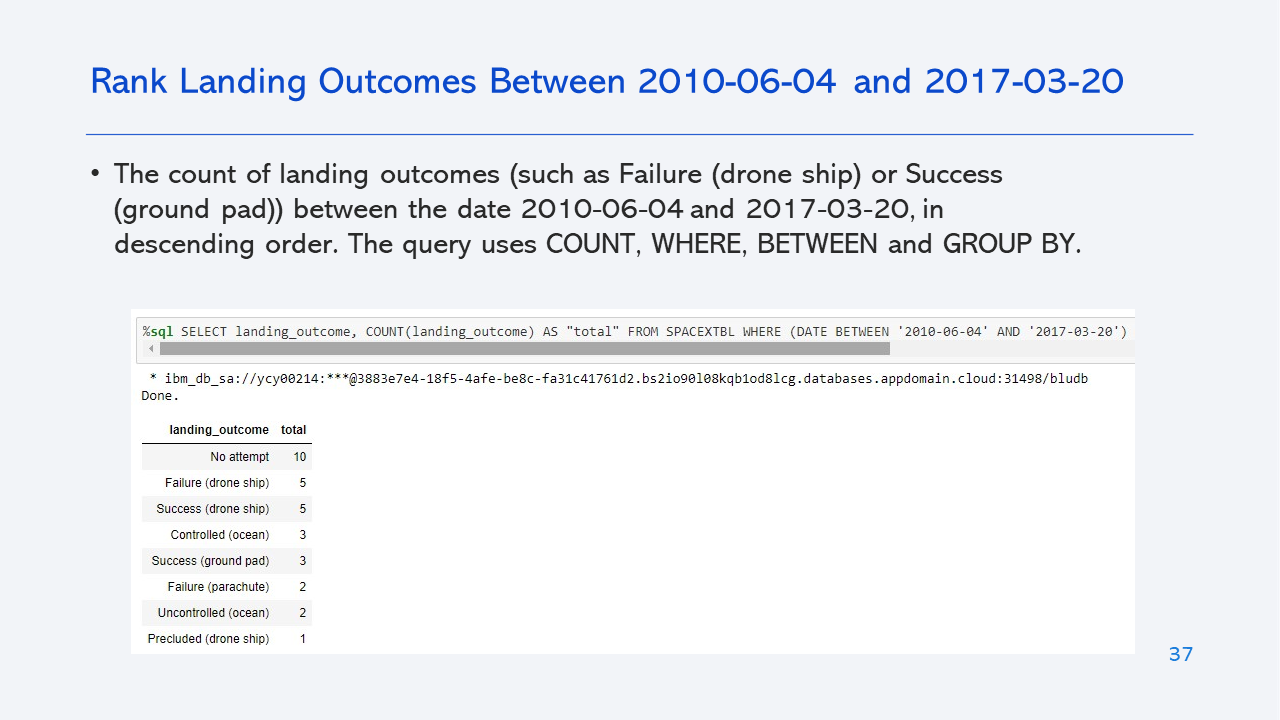 Rank Landing Outcomes Between 2010-06-04 and 2017-03-20
• The count of landing outcomes (such as Failure (drone ship) or Success
(ground pad)) between the date 2010-06-04 and 2017-03-20, in
descending order. The query uses COUNT, WHERE, BETWEEN and GROUP BY.
%sql SELECT landing_outcome, COUNT(landing_outcome) AS "total" FROM SPACEXTBL WHERE (DATE BETWEEN '2010-06-04' AND '2017-03-20')
* ibm_db_sa://ycy00214:***@3883e7e4-18f5-4afe-be8c-fa31c41761d2.bs2io90l08kqb1od8lcg.databases.appdomain.cloud:31498/bludb
Done.
landing_outcome total
No attempt 10
Failure (drone ship) 5
Success (drone ship) 5
Controlled (ocean) 3
Success (ground pad) 3
Failure (parachute) 2
Uncontrolled (ocean) 2
Precluded (drone ship) 1
37